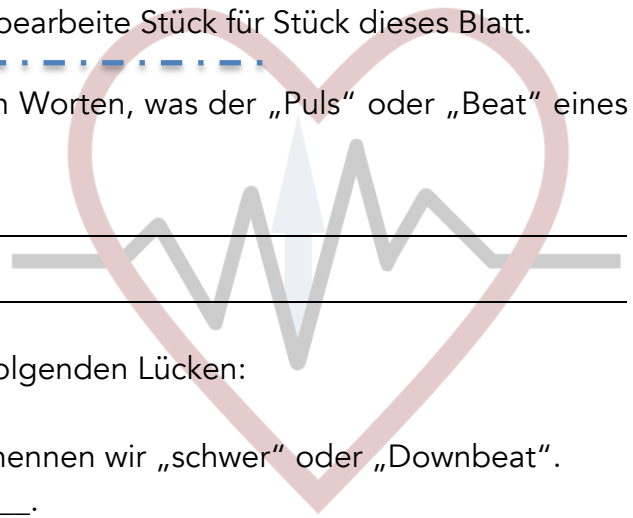 bearbeite Stück für Stück dieses Blatt.
n Worten, was der „Puls“ oder „Beat“ eines
olgenden Lücken:
nennen wir „schwer“ oder „Downbeat“.
__.